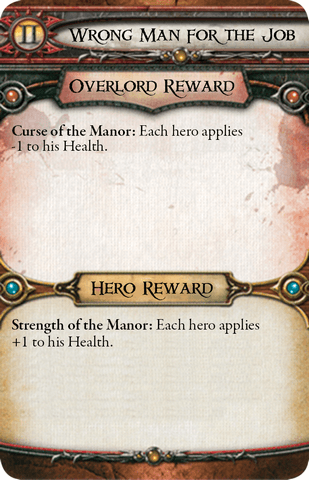 II Wrong Man for the Job
Overlord Reward
Curse of the Manor: Each hero applies
-1 to his Health.
Hero Reward
Strength of the Manor: Each hero applies
+1 to his Health.